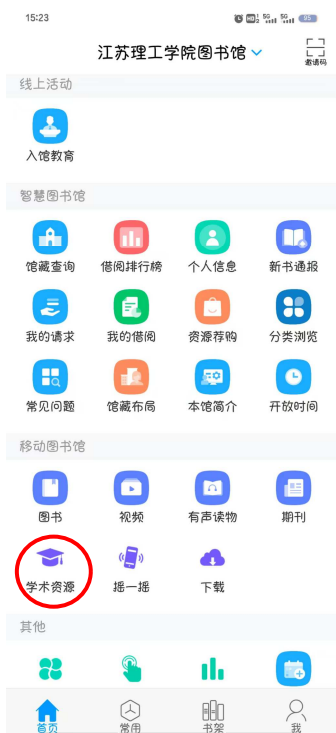 15:23
5G 5G 85
江苏理工学院图书馆
邀请码
线上活动
入馆教育
智慧图书馆
馆藏查询 借阅排行榜 个人信息 新书通报
我的请求 我的借阅 资源荐购 分类浏览
常见问题 馆藏布局 本馆简介 开放时间
移动图书馆
图书 视频 有声读物 期刊
学术资源 摇一摇 下载
其他
首页 常用 书架 我